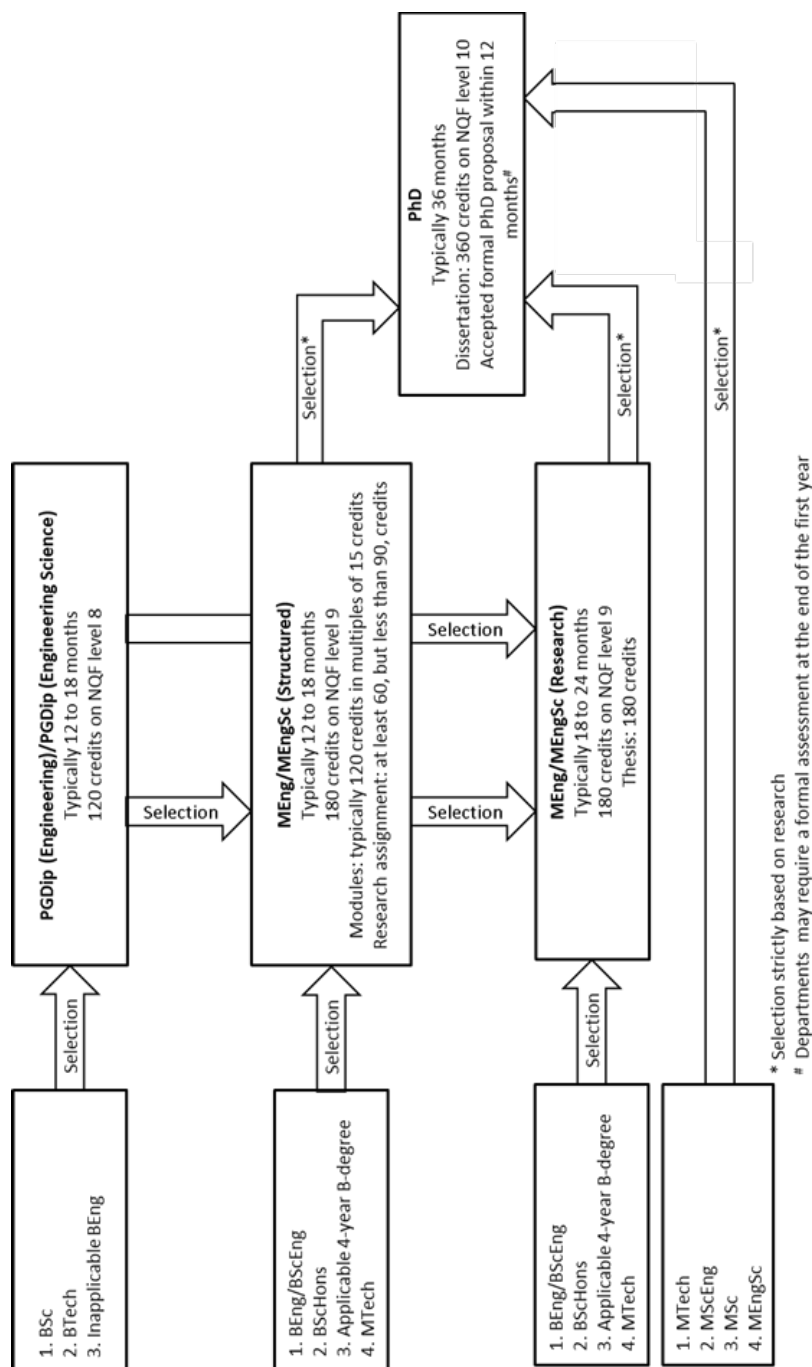 1. BSc
2. BTech
3. Inapplicable BEng
Selection
PGDip (Engineering)/PGDip (Engineering Science)
Typically 12 to 18 months
120 credits on NQF level 8
Selection
1. BEng/BScEng
2. BScHons
3. Applicable 4-year B-degree
4. MTech
Selection
MEng/MEngSc (Structured)
Typically 12 to 18 months
180 credits on NQF level 9
Modules: typically 120 credits in multiples of 15 credits
Research assignment: at least 60, but less than 90, credits
Selection*
Selection
Selection
PhD
Typically 36 months
Dissertation: 360 credits on NQF level 10
Accepted formal PhD proposal within 12
months#
1. BEng/BScEng
2. BScHons
3. Applicable 4-year B-degree
4. MTech
Selection
MEng/MEngSc (Research)
Typically 18 to 24 months
180 credits on NQF level 9
Thesis: 180 credits
Selection*
1. MTech
2. MScEng
3. MSc
4. MEngSc
Selection*
* Selection strictly based on research
# Departments may require a formal assessment at the end of the first year